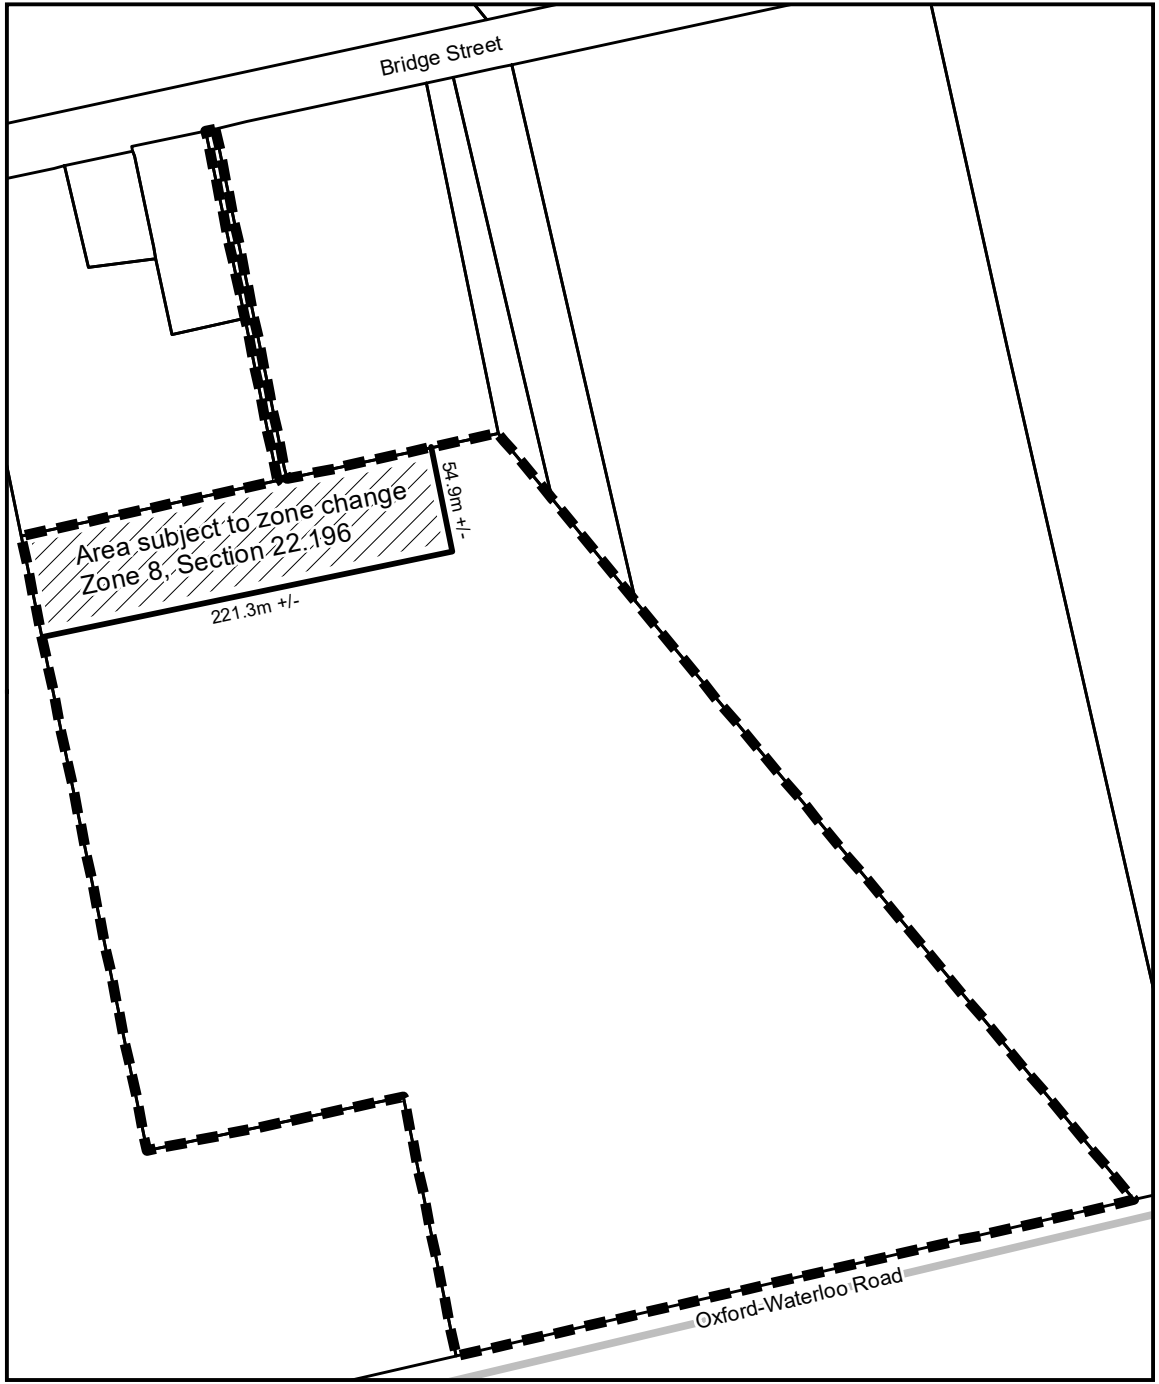 Bridge Street
54.9m +/-
Area subject to zone change
Zone 8, Section 22.196
221.3m +/-
Oxford-Waterloo Road